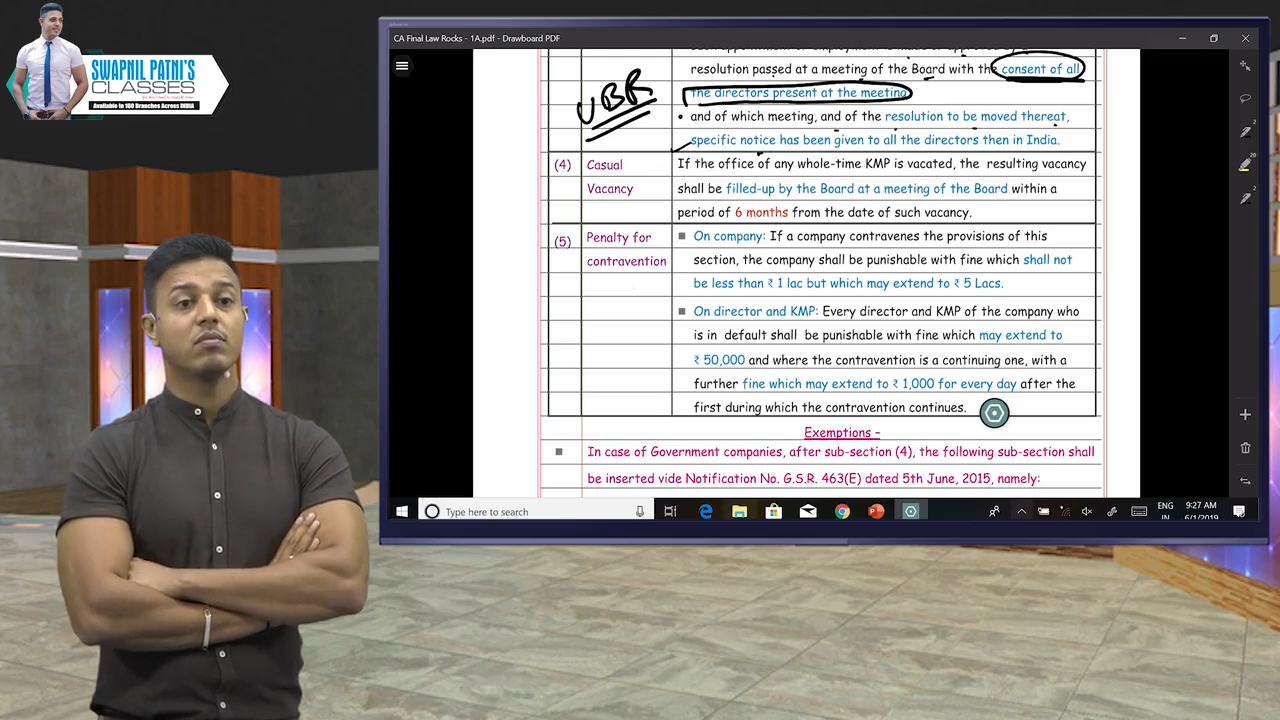 SWAPNIL PATNI'S
CLASSES
Available in 160 Branches Across INDIA
CA Final Law Rocks - 1A.pdf - Drawboard PDF
resolution passed at a meeting of the Board with the consent of all
the directors present at the meeting
UBR
• and of which meeting, and of the resolution to be moved thereat,
specific notice has been given to all the directors then in India.
(4) Casual Vacancy
If the office of any whole-time KMP is vacated, the resulting vacancy
shall be filled-up by the Board at a meeting of the Board within a
period of 6 months from the date of such vacancy.
(5) Penalty for contravention
■ On company: If a company contravenes the provisions of this
section, the company shall be punishable with fine which shall not
be less than ₹ 1 lac but which may extend to ₹ 5 Lacs.
■ On director and KMP: Every director and KMP of the company who
is in default shall be punishable with fine which may extend to
₹ 50,000 and where the contravention is a continuing one, with a
further fine which may extend to ₹ 1,000 for every day after the
first during which the contravention continues.
Exemptions –
■ In case of Government companies, after sub-section (4), the following sub-section shall
be inserted vide Notification No. G.S.R. 463(E) dated 5th June, 2015, namely:
Type here to search
ENG
IN
9:27 AM
6/1/2019